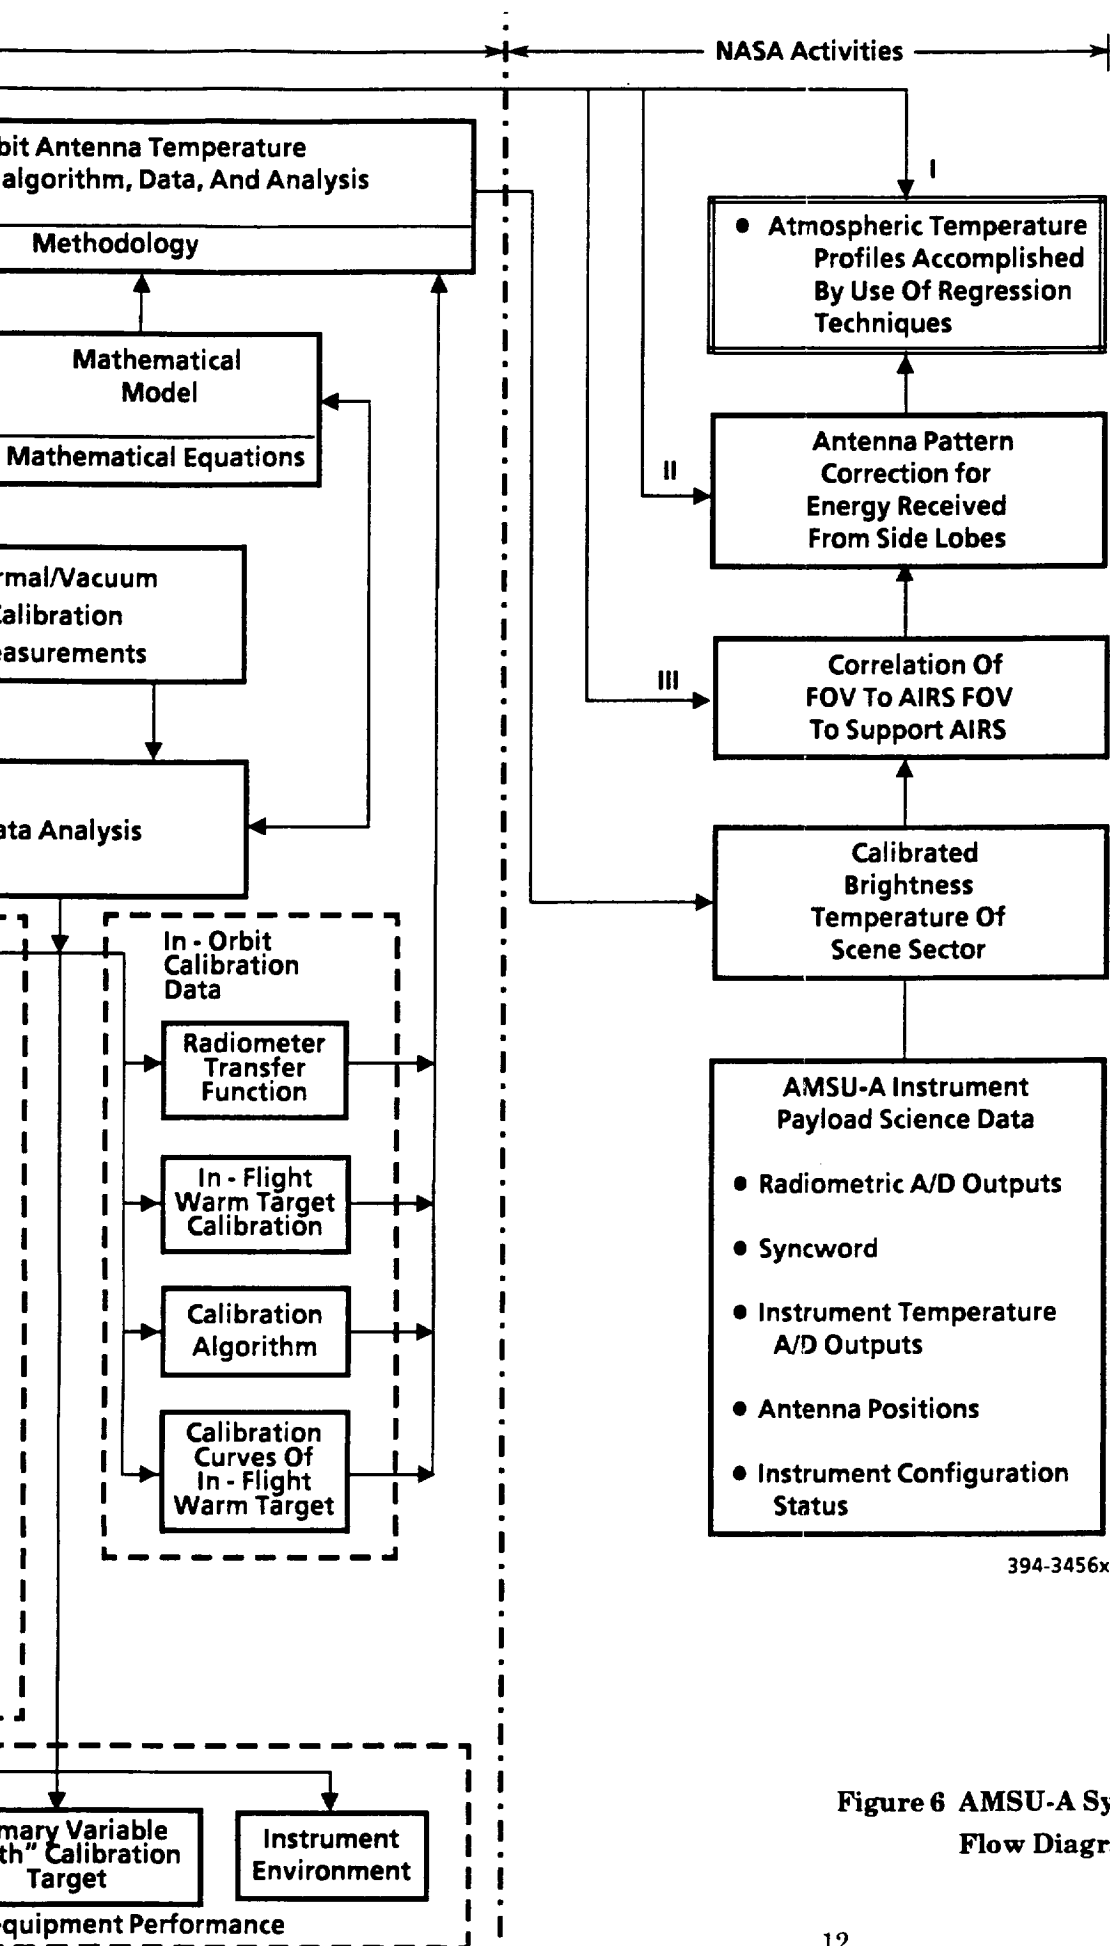 NASA Activities
bit Antenna Temperature
algorithm, Data, And Analysis
Methodology
Mathematical
Model
Mathematical Equations
rmal/Vacuum
alibration
easurements
ata Analysis
In - Orbit
Calibration
Data
Radiometer
Transfer
Function
In - Flight
Warm Target
Calibration
Calibration
Algorithm
Calibration
Curves Of
In - Flight
Warm Target
mary Variable
th" Calibration
Target
Instrument
Environment
quipment Performance
I
● Atmospheric Temperature
Profiles Accomplished
By Use Of Regression
Techniques
II
Antenna Pattern
Correction for
Energy Received
From Side Lobes
III
Correlation Of
FOV To AIRS FOV
To Support AIRS
Calibrated
Brightness
Temperature Of
Scene Sector
AMSU-A Instrument
Payload Science Data
● Radiometric A/D Outputs
● Syncword
● Instrument Temperature
A/D Outputs
● Antenna Positions
● Instrument Configuration
Status
394-3456x
Figure 6 AMSU-A Sy
Flow Diagr
12